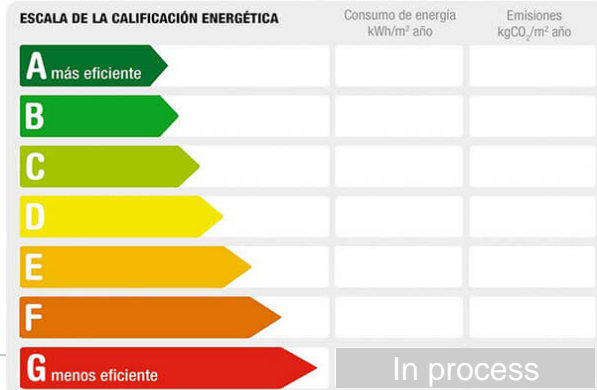 ESCALA DE LA CALIFICACIÓN ENERGÉTICA
Consumo de energía
kWh/m² año
Emisiones
kgCO₂/m² año
A más eficiente
B
C
D
E
F
G menos eficiente
In process